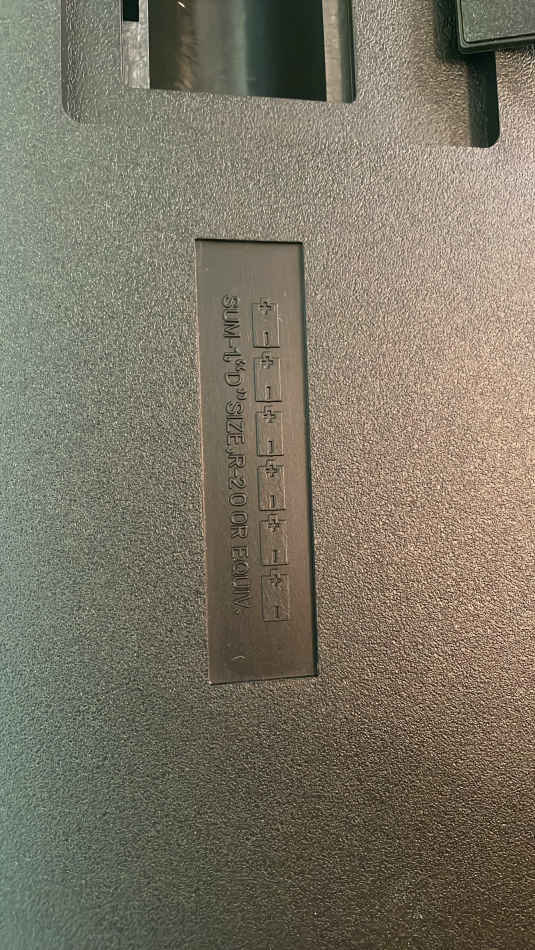 + − + − + − + − + − + −
SUM-1,"D"SIZE,R-20 OR EQUIV.